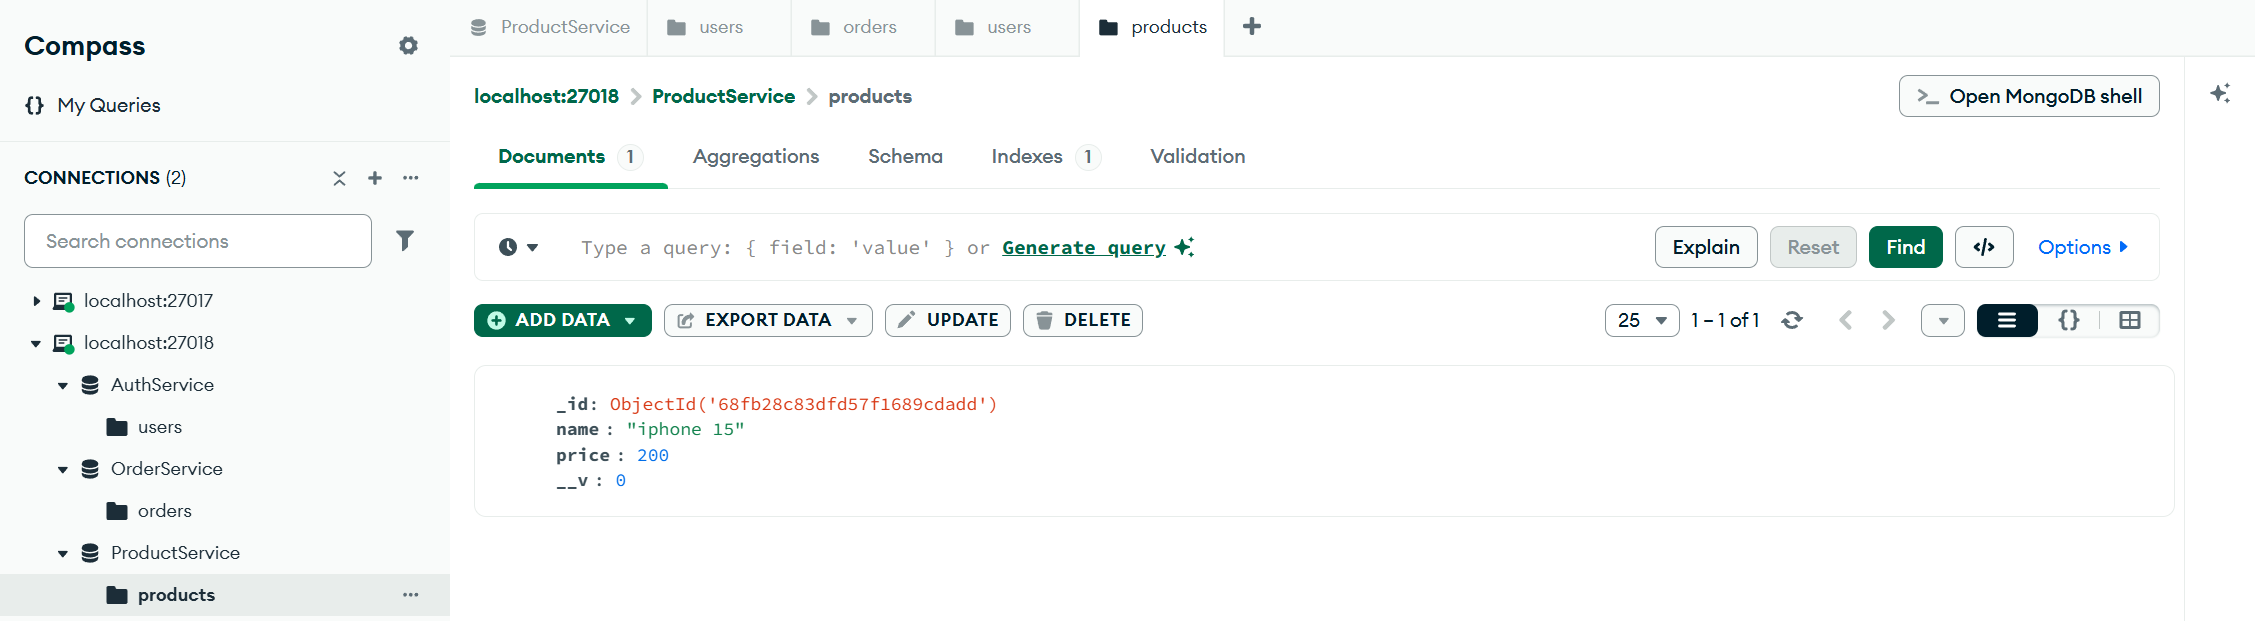 Compass
My Queries
CONNECTIONS (2)
Search connections
localhost:27017
localhost:27018
AuthService
users
OrderService
orders
ProductService
products
ProductService users orders users products
localhost:27018 ProductService products
Open MongoDB shell
Documents 1 Aggregations Schema Indexes 1 Validation
Type a query: { field: 'value' } or Generate query
Explain Reset Find </> Options
ADD DATA EXPORT DATA UPDATE DELETE
25 1 – 1 of 1 {}
_id: ObjectId('68fb28c83dfd57f1689cdadd')
name : "iphone 15"
price : 200
__v : 0